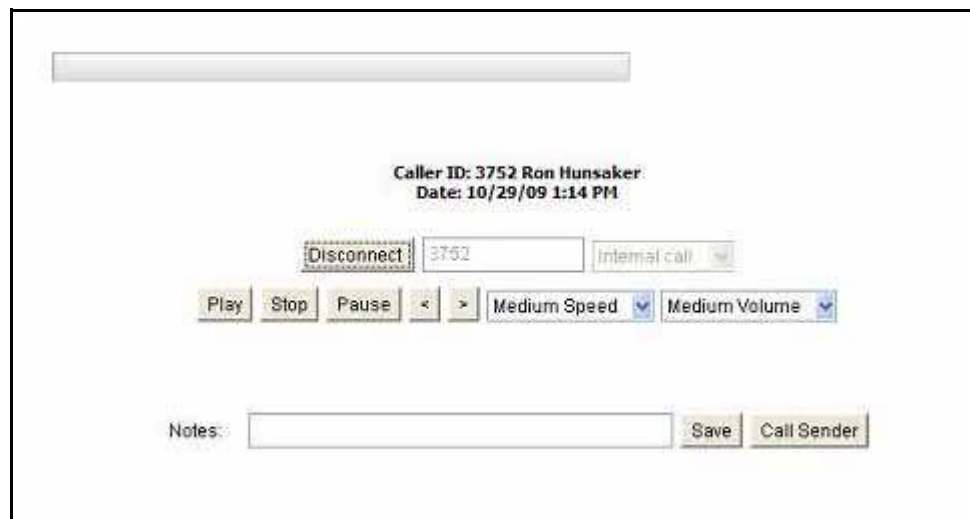 Caller ID: 3752 Ron Hunsaker
Date: 10/29/09 1:14 PM
Disconnect 3752 Internal call
Play Stop Pause < > Medium Speed Medium Volume
Notes: Save Call Sender